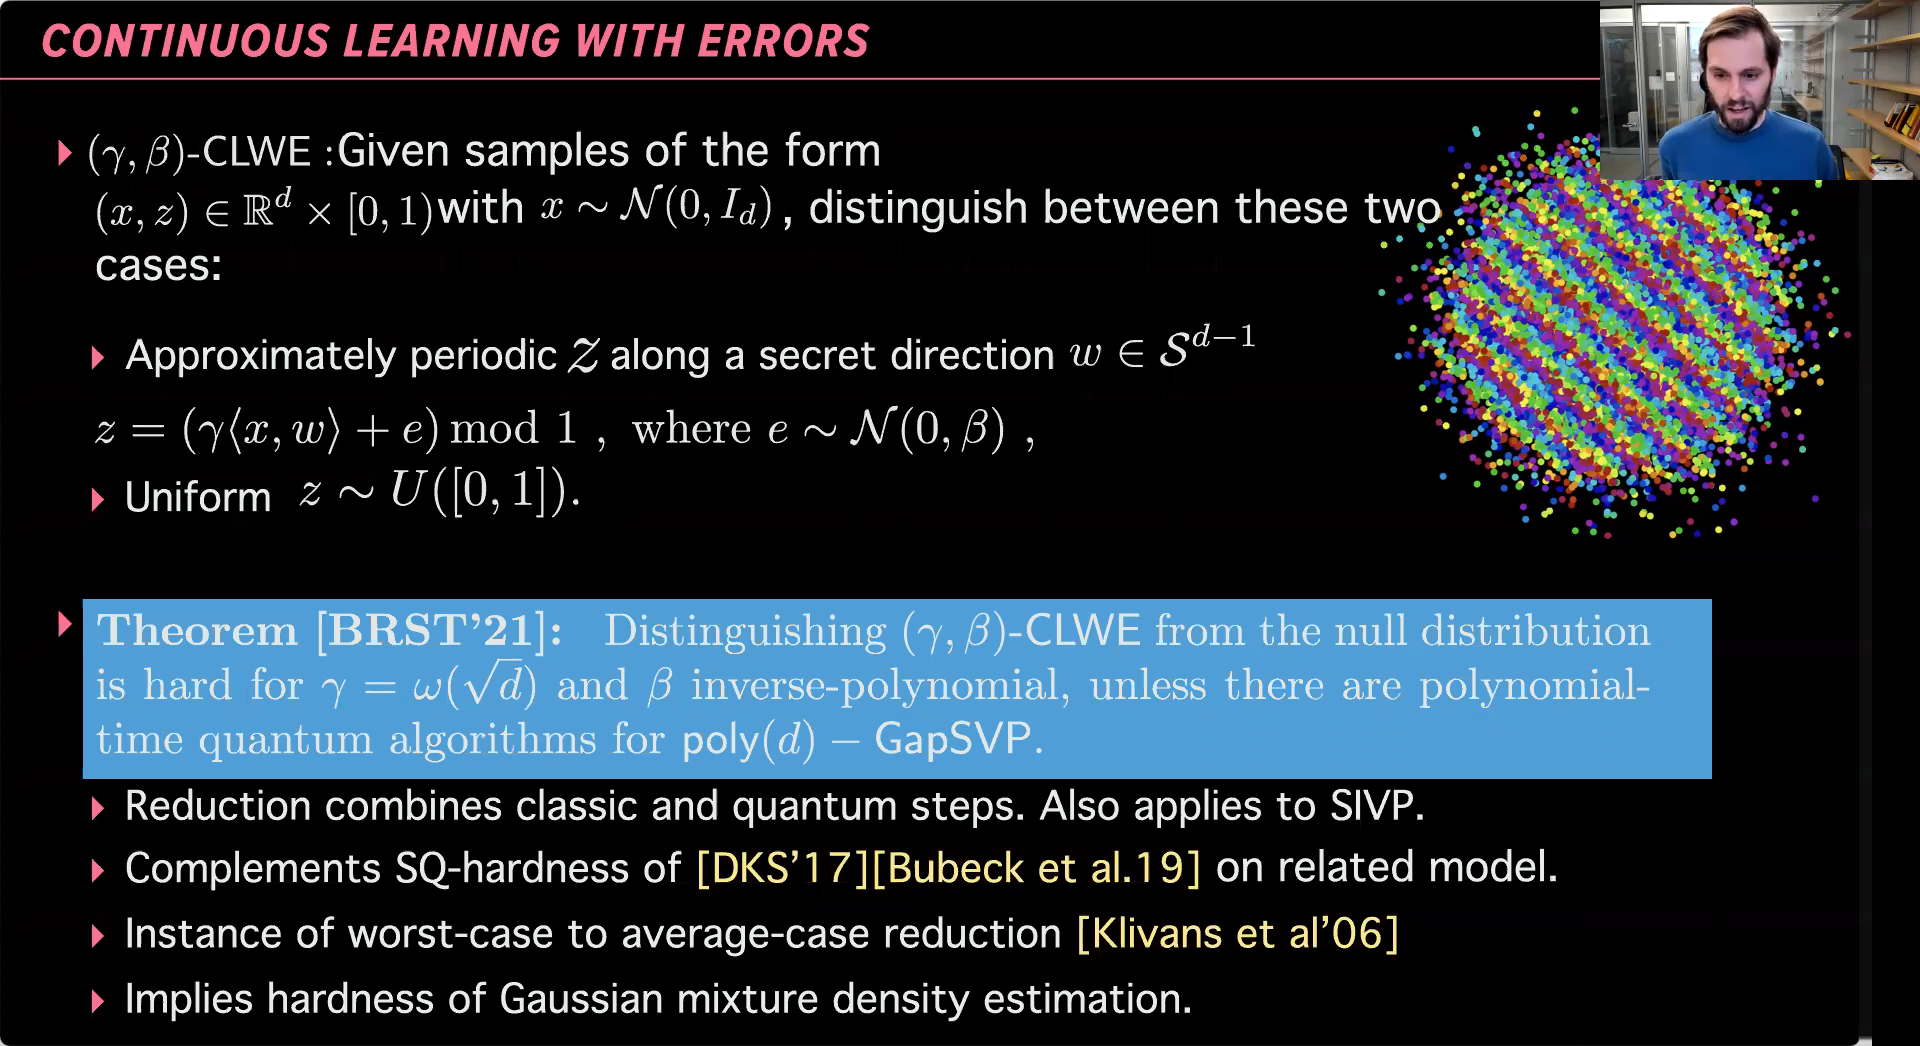 CONTINUOUS LEARNING WITH ERRORS
(γ, β)-CLWE :Given samples of the form
(x, z) ∈ ℝ^d × [0, 1) with x ∼ 𝒩(0, I_d) , distinguish between these two
cases:
Approximately periodic z along a secret direction w ∈ 𝒮^{d−1}
z = (γ⟨x, w⟩ + e) mod 1 , where e ∼ 𝒩(0, β) ,
Uniform z ∼ U([0, 1]).
Theorem [BRST'21]: Distinguishing (γ, β)-CLWE from the null distribution
is hard for γ = ω(√d) and β inverse-polynomial, unless there are polynomial-
time quantum algorithms for poly(d) − GapSVP.
Reduction combines classic and quantum steps. Also applies to SIVP.
Complements SQ-hardness of [DKS'17][Bubeck et al.19] on related model.
Instance of worst-case to average-case reduction [Klivans et al'06]
Implies hardness of Gaussian mixture density estimation.